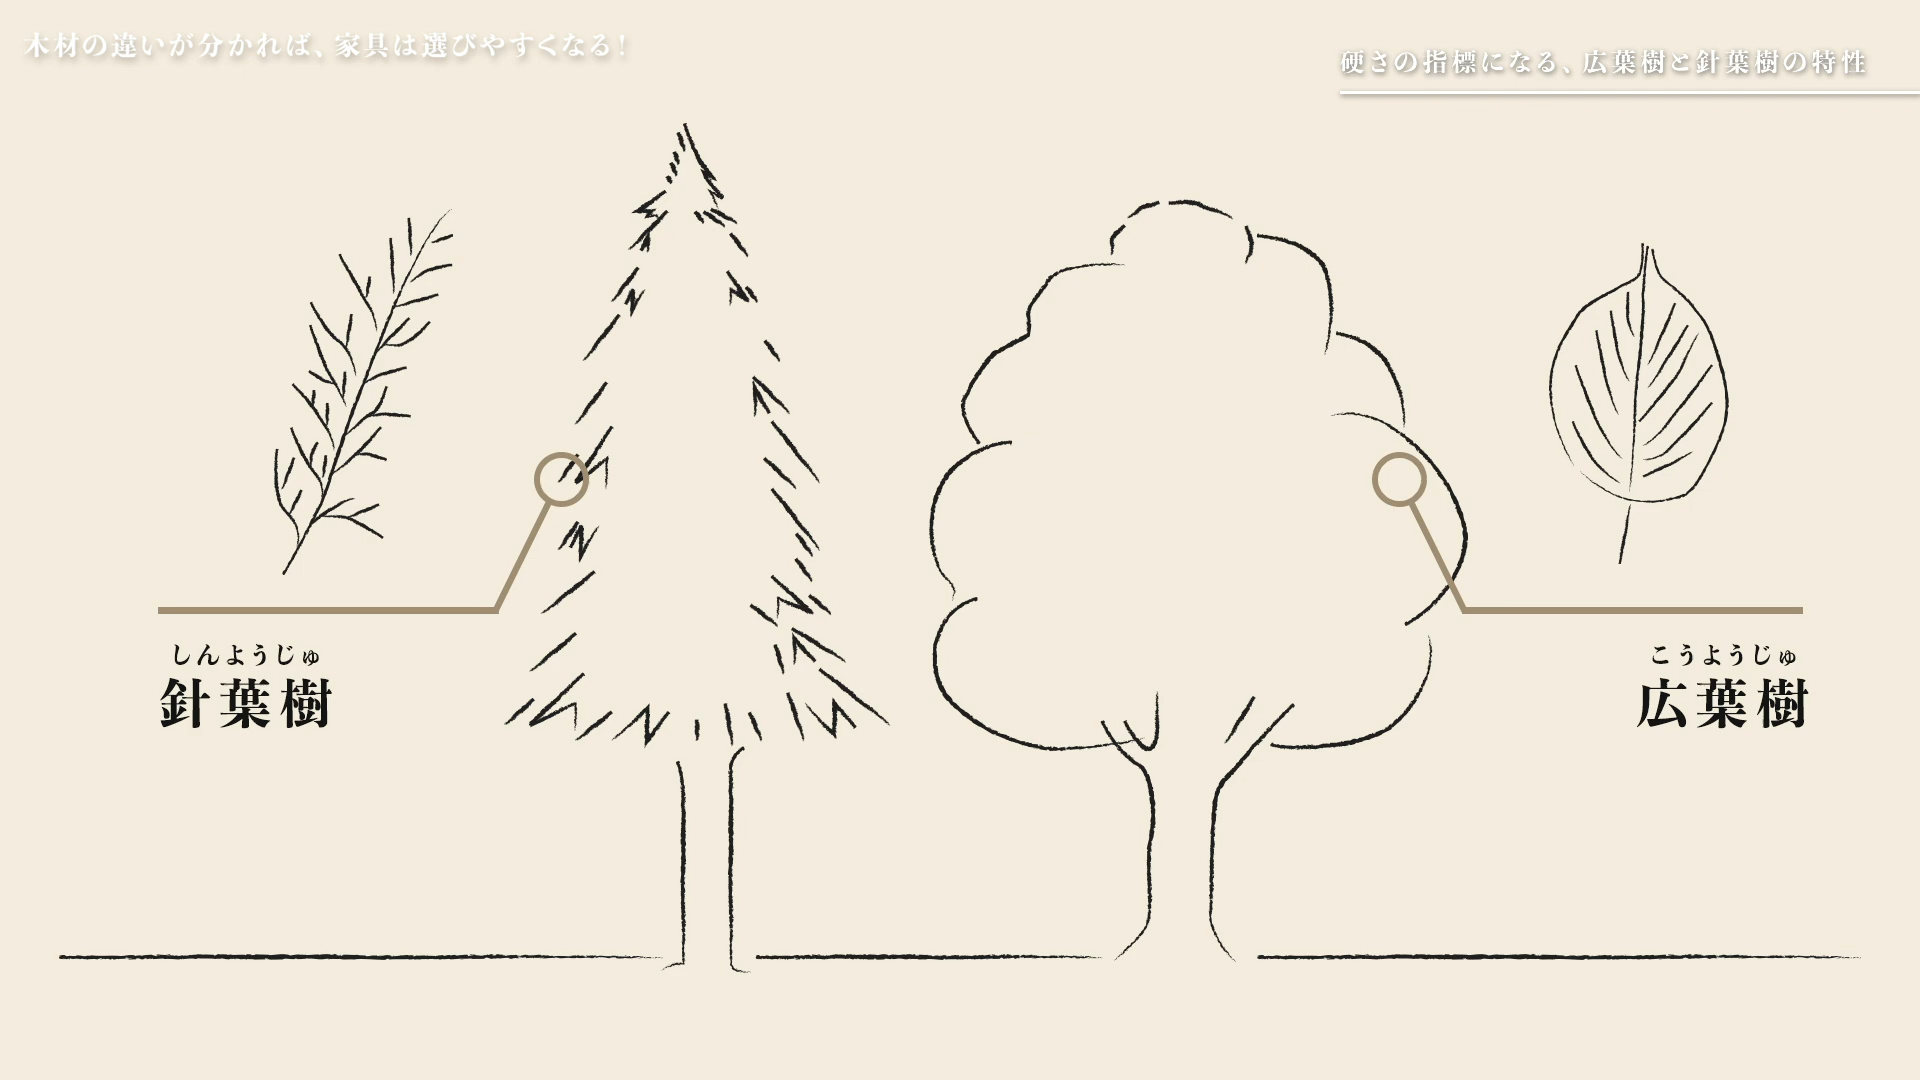 木材の違いが分かれば、家具は選びやすくなる!
硬さの指標になる、広葉樹と針葉樹の特性
しんようじゅ
針葉樹
こうようじゅ
広葉樹